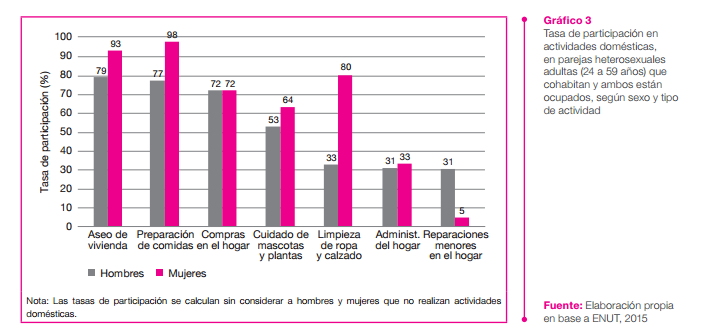 100
90
80
70
60
50
40
30
20
10
0
Tasa de participación (%)
79
93
77
98
72
72
53
64
33
80
31
33
31
5
Aseo de
vivienda
Preparación
de comidas
Compras
en el hogar
Cuidado de
mascotas
y plantas
Limpieza
de ropa
y calzado
Administ.
del hogar
Reparaciones
menores
en el hogar
Hombres
Mujeres
Nota: Las tasas de participación se calculan sin considerar a hombres y mujeres que no realizan actividades
domésticas.
Gráfico 3
Tasa de participación en
actividades domésticas,
en parejas heterosexuales
adultas (24 a 59 años) que
cohabitan y ambos están
ocupados, según sexo y tipo
de actividad
Fuente: Elaboración propia
en base a ENUT, 2015